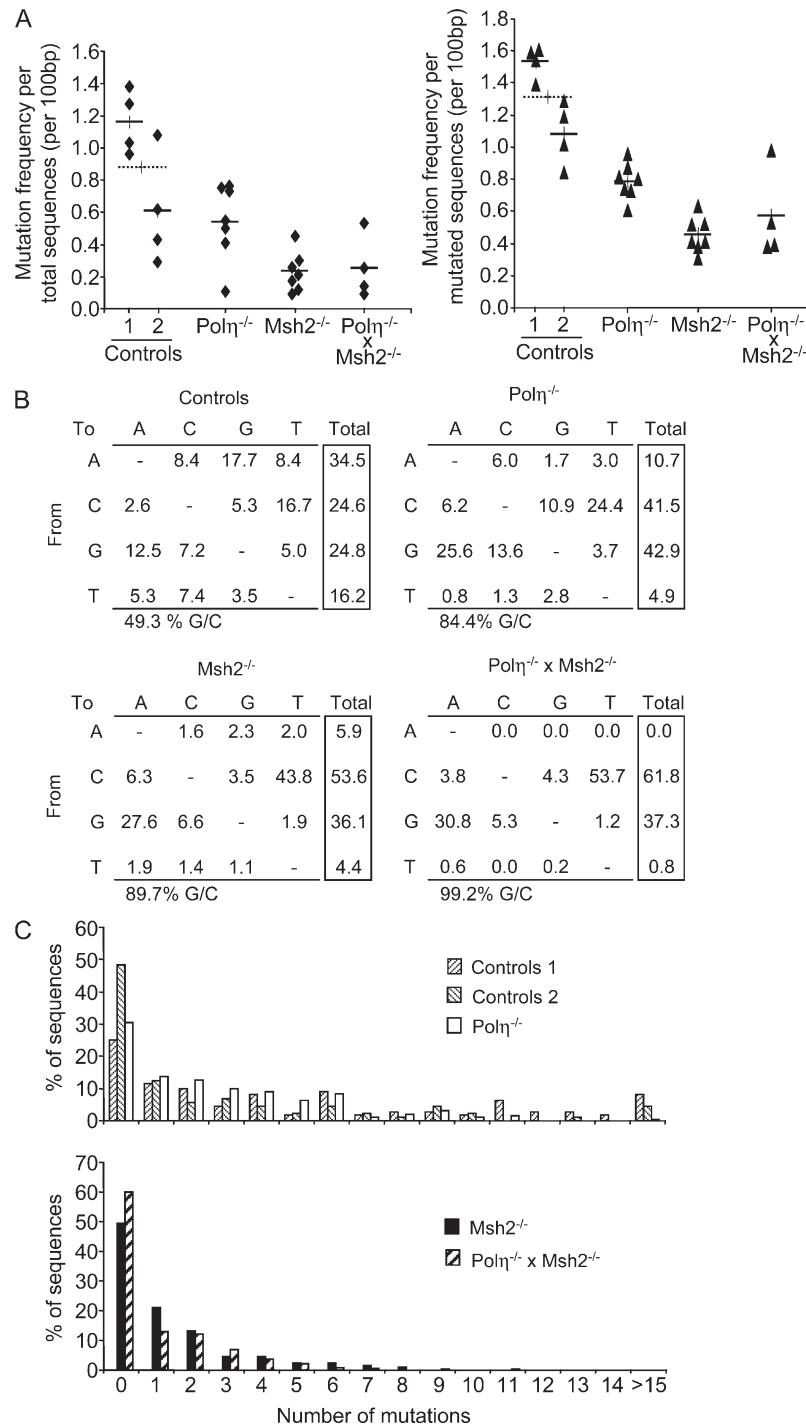 A
Mutation frequency per
total sequences (per 100bp)
1.6
1.4
1.2
1.0
0.8
0.6
0.4
0.2
0.0
1 2 Polη-/- Msh2-/- Polη-/-
Controls x
Msh2-/-
Mutation frequency per
mutated sequences (per 100bp)
1.8
1.6
1.4
1.2
1.0
0.8
0.6
0.4
0.2
0.0
1 2 Polη-/- Msh2-/- Polη-/-
Controls x
Msh2-/-
B
Controls
To A C G T Total
From
A - 8.4 17.7 8.4 34.5
C 2.6 - 5.3 16.7 24.6
G 12.5 7.2 - 5.0 24.8
T 5.3 7.4 3.5 - 16.2
49.3 % G/C
Polη-/-
A C G T Total
A - 6.0 1.7 3.0 10.7
C 6.2 - 10.9 24.4 41.5
G 25.6 13.6 - 3.7 42.9
T 0.8 1.3 2.8 - 4.9
84.4% G/C
Msh2-/-
To A C G T Total
From
A - 1.6 2.3 2.0 5.9
C 6.3 - 3.5 43.8 53.6
G 27.6 6.6 - 1.9 36.1
T 1.9 1.4 1.1 - 4.4
89.7% G/C
Polη-/- x Msh2-/-
A C G T Total
A - 0.0 0.0 0.0 0.0
C 3.8 - 4.3 53.7 61.8
G 30.8 5.3 - 1.2 37.3
T 0.6 0.0 0.2 - 0.8
99.2% G/C
C
% of sequences
60
50
40
30
20
10
0
Controls 1
Controls 2
Polη-/-
% of sequences
70
60
50
40
30
20
10
0
Msh2-/-
Polη-/- x Msh2-/-
0 1 2 3 4 5 6 7 8 9 10 11 12 13 14 >15
Number of mutations